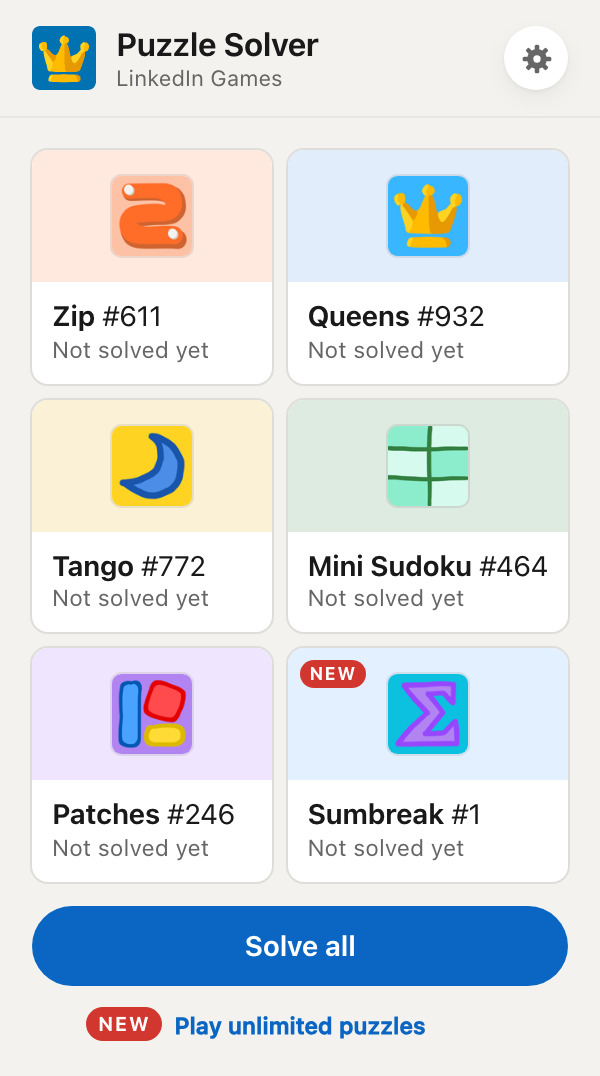 Puzzle Solver
LinkedIn Games
Zip #611
Not solved yet
Queens #932
Not solved yet
Tango #772
Not solved yet
Mini Sudoku #464
Not solved yet
Patches #246
Not solved yet
NEW
Sumbreak #1
Not solved yet
Solve all
NEW Play unlimited puzzles